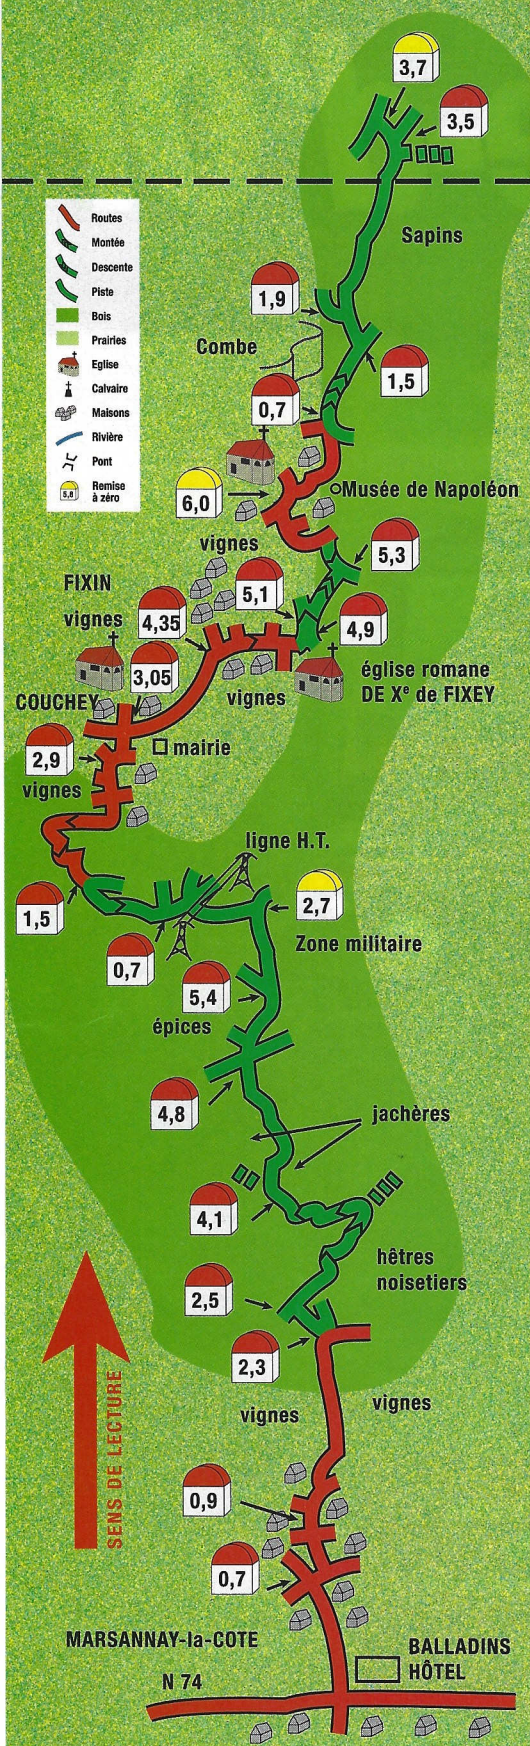 3,7
3,5
Sapins
Routes
Montée
Descente
Piste
Bois
Prairies
Eglise
Calvaire
Maisons
Rivière
Pont
5,8
Remise
à zéro
1,9
Combe
1,5
0,7
6,0
Musée de Napoléon
vignes
5,3
FIXIN
5,1
vignes
4,35
4,9
3,05
église romane
DE Xe de FIXEY
vignes
COUCHEY
mairie
2,9
vignes
ligne H.T.
1,5
2,7
0,7
Zone militaire
5,4
épices
4,8
jachères
4,1
hêtres
noisetiers
2,5
2,3
vignes
vignes
SENS DE LECTURE
0,9
0,7
MARSANNAY-la-COTE
BALLADINS
HÔTEL
N 74